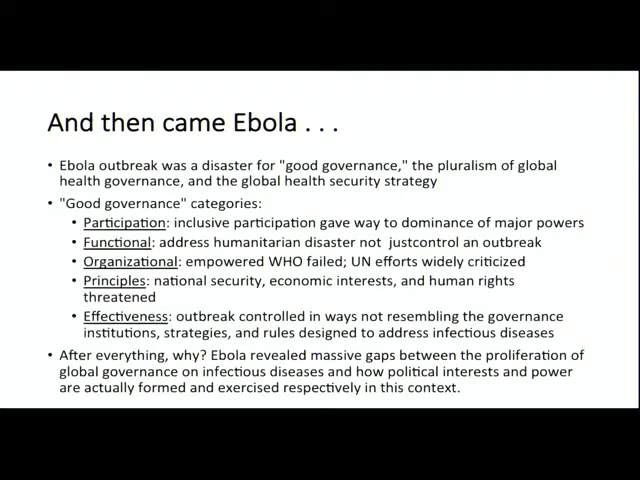 And then came Ebola . . .
• Ebola outbreak was a disaster for "good governance," the pluralism of global
health governance, and the global health security strategy
• "Good governance" categories:
• Participation: inclusive participation gave way to dominance of major powers
• Functional: address humanitarian disaster not justcontrol an outbreak
• Organizational: empowered WHO failed; UN efforts widely criticized
• Principles: national security, economic interests, and human rights
threatened
• Effectiveness: outbreak controlled in ways not resembling the governance
institutions, strategies, and rules designed to address infectious diseases
• After everything, why? Ebola revealed massive gaps between the proliferation of
global governance on infectious diseases and how political interests and power
are actually formed and exercised respectively in this context.